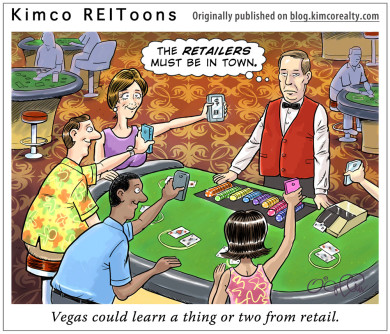 Kimco REIToons Originally published on blog.kimcorealty.com
THE RETAILERS
MUST BE IN TOWN.
Vegas could learn a thing or two from retail.